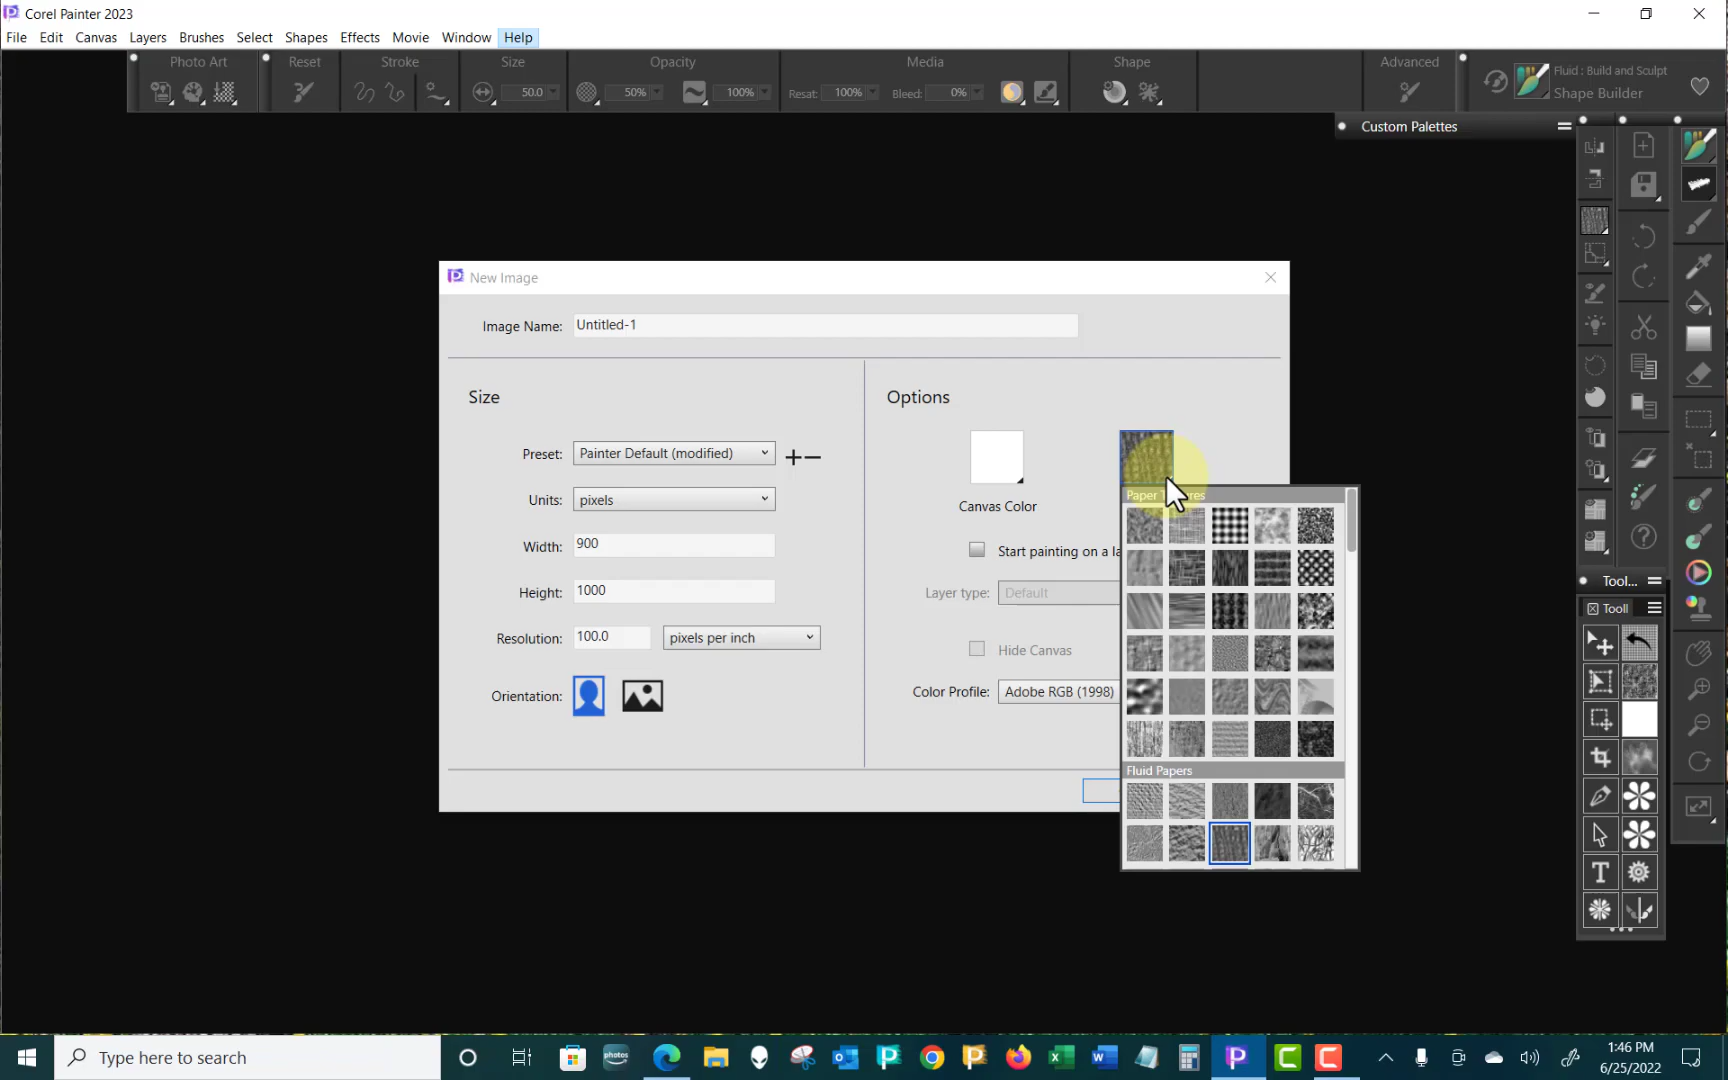 Corel Painter 2023
File Edit Canvas Layers Brushes Select Shapes Effects Movie Window Help
Photo Art Reset Stroke Size Opacity Media Shape Advanced
50.0 50% 100% Resat: 100% Bleed: 0%
Fluid : Build and Sculpt
Shape Builder
Custom Palettes
New Image
Image Name: Untitled-1
Size
Options
Preset: Painter Default (modified)
Units: pixels
Canvas Color
Width: 900
Start painting on a la
Height: 1000
Layer type: Default
Resolution: 100.0 pixels per inch
Hide Canvas
Orientation:
Color Profile: Adobe RGB (1998)
Fluid Papers
Tool...
Tooll
Type here to search
photos
1:46 PM
6/25/2022